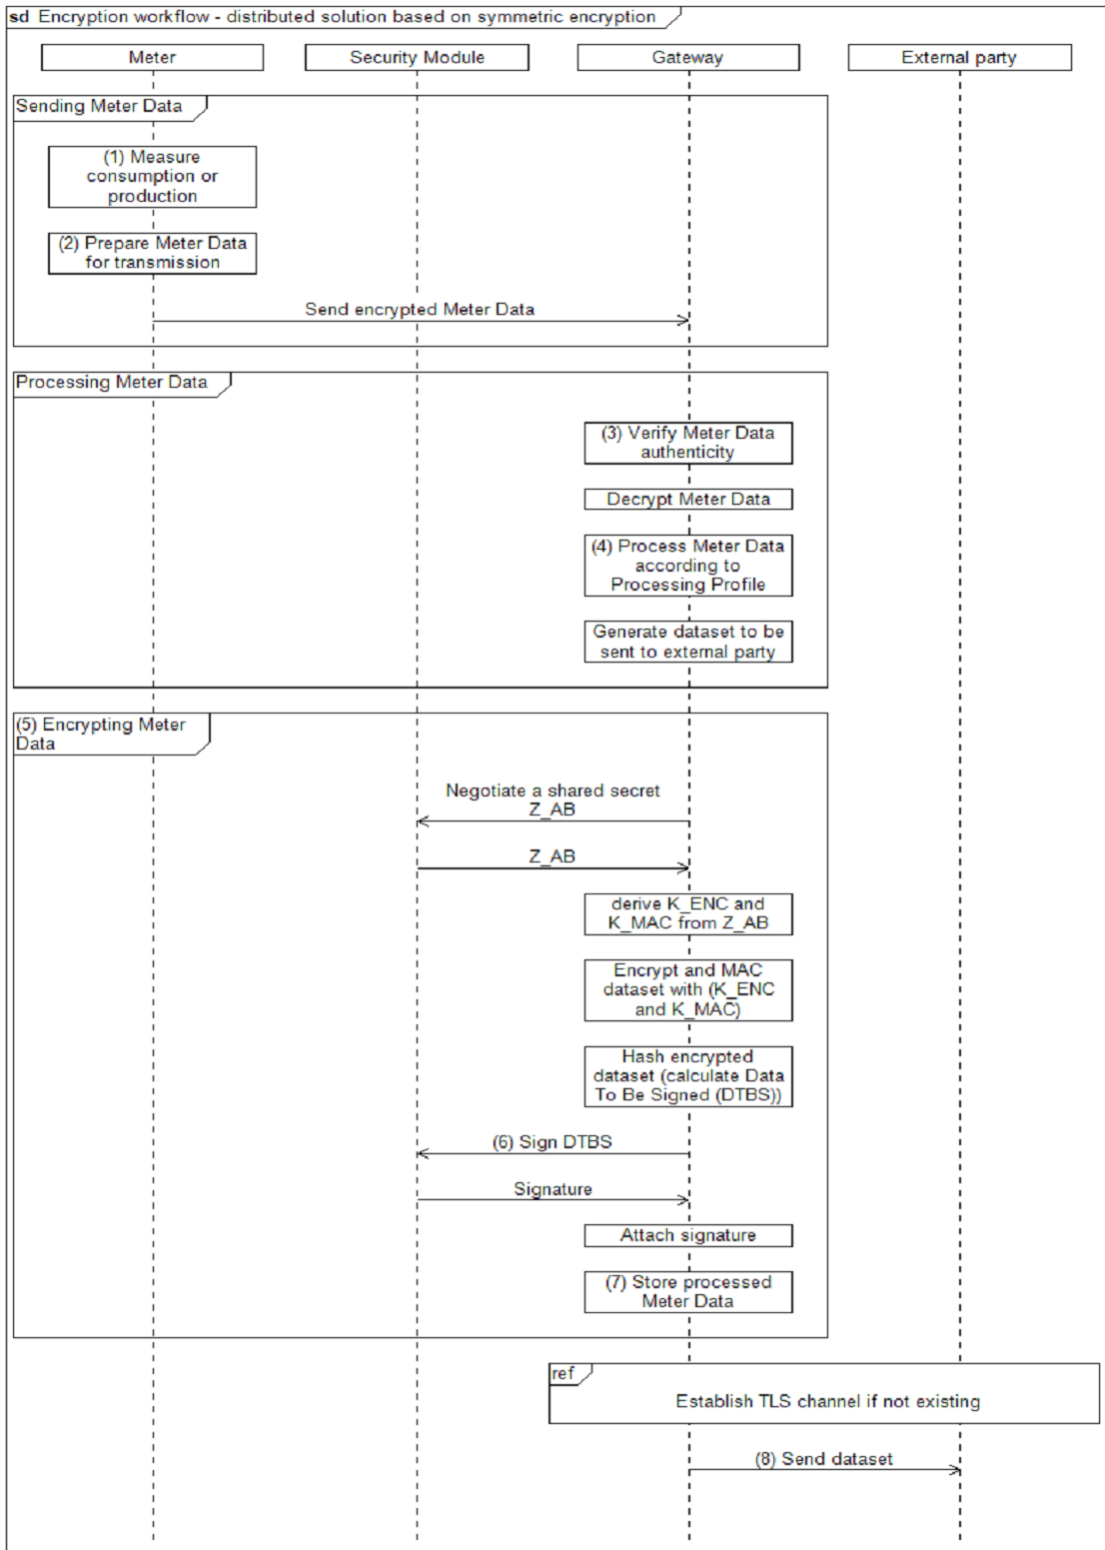 sd Encryption workflow - distributed solution based on symmetric encryption
Meter
Security Module
Gateway
External party
Sending Meter Data
(1) Measure
consumption or
production
(2) Prepare Meter Data
for transmission
Send encrypted Meter Data
Processing Meter Data
(3) Verify Meter Data
authenticity
Decrypt Meter Data
(4) Process Meter Data
according to
Processing Profile
Generate dataset to be
sent to external party
(5) Encrypting Meter
Data
Negotiate a shared secret
Z_AB
Z_AB
derive K_ENC and
K_MAC from Z_AB
Encrypt and MAC
dataset with (K_ENC
and K_MAC)
Hash encrypted
dataset (calculate Data
To Be Signed (DTBS))
(6) Sign DTBS
Signature
Attach signature
(7) Store processed
Meter Data
ref
Establish TLS channel if not existing
(8) Send dataset